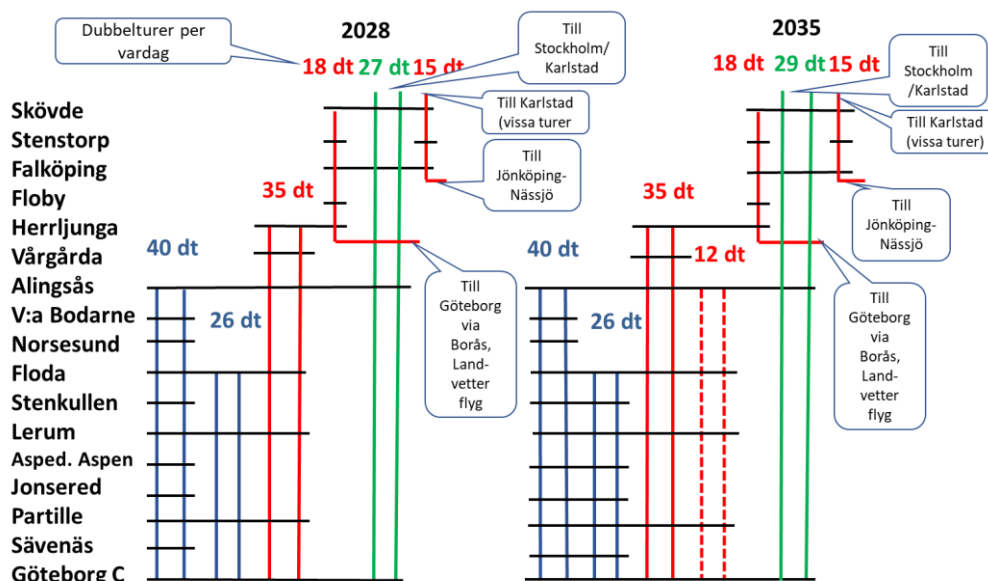 2028
2035
Dubbelturer per
vardag
Till
Stockholm/
Karlstad
Till
Stockholm
/Karlstad
18 dt 27 dt 15 dt
18 dt 29 dt 15 dt
Till Karlstad
(vissa turer
Till Karlstad
(vissa turer)
Skövde
Stenstorp
Falköping
Floby
Herrljunga
Vårgårda
Alingsås
V:a Bodarne
Norsesund
Floda
Stenkullen
Lerum
Asped. Aspen
Jonsered
Partille
Sävenäs
Göteborg C
Till
Jönköping-
Nässjö
Till
Jönköping-
Nässjö
35 dt
35 dt
40 dt
40 dt
12 dt
26 dt
26 dt
Till
Göteborg
via
Borås,
Land-
vetter
flyg
Till
Göteborg
via
Borås,
Land-
vetter
flyg